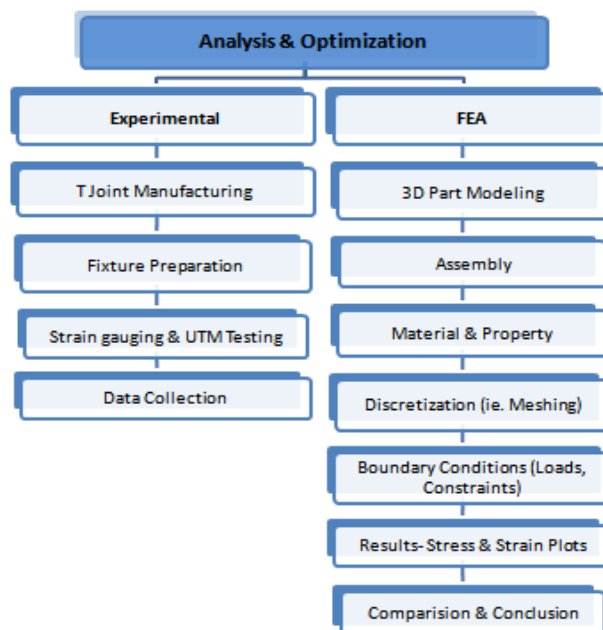 Analysis & Optimization
Experimental
T Joint Manufacturing
Fixture Preparation
Strain gauging & UTM Testing
Data Collection
FEA
3D Part Modeling
Assembly
Material & Property
Discretization (ie. Meshing)
Boundary Conditions (Loads,
Constraints)
Results- Stress & Strain Plots
Comparision & Conclusion